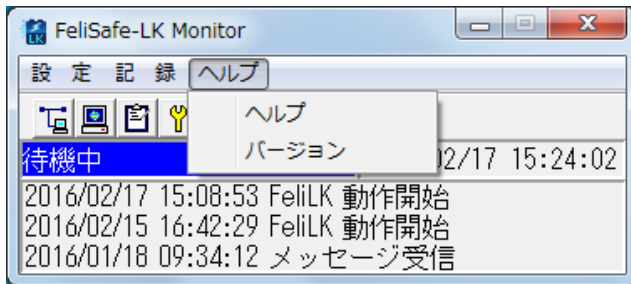 LK FeliSafe-LK Monitor
設 定 記 録 ヘルプ
ヘルプ
バージョン
待機中 02/17 15:24:02
2016/02/17 15:08:53 FeliLK 動作開始
2016/02/15 16:42:29 FeliLK 動作開始
2016/01/18 09:34:12 メッセージ受信